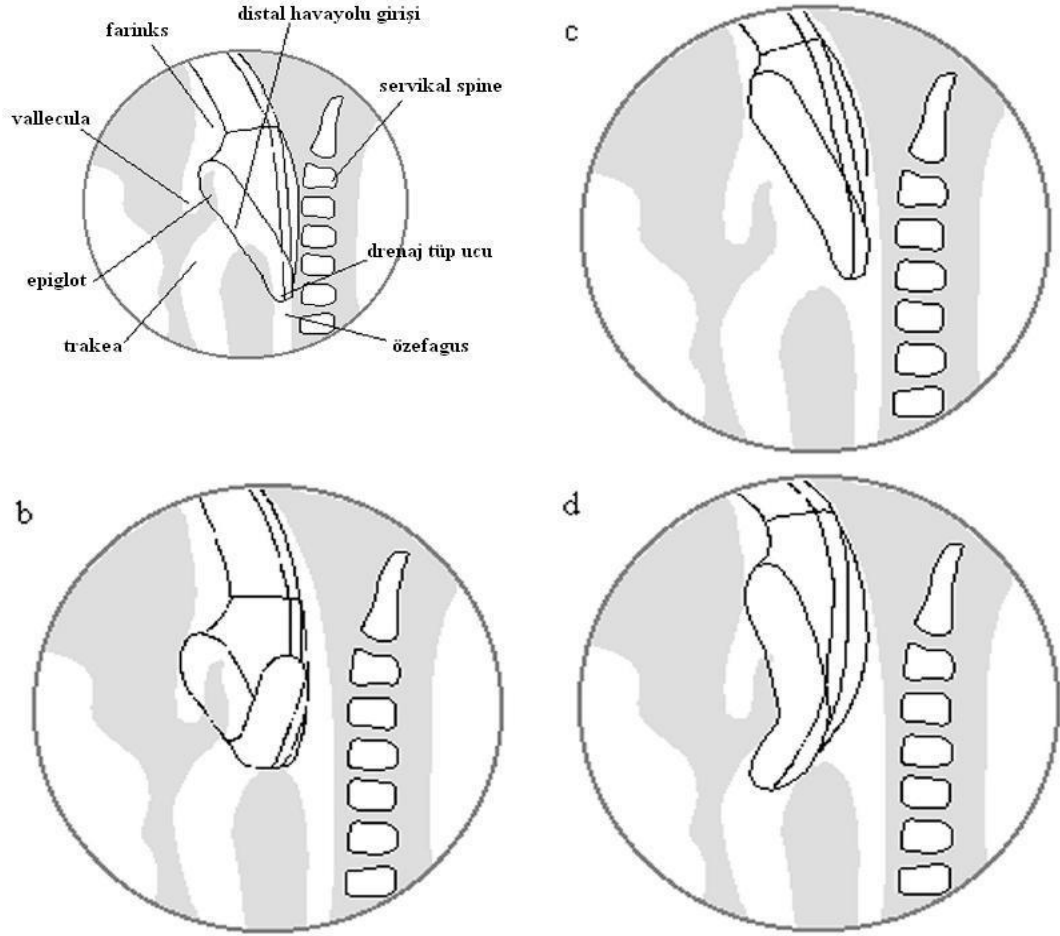 distal havayolu girişi
farinks
servikal spine
vallecula
drenaj tüp ucu
epiglot
trakea
özefagus
c
b
d